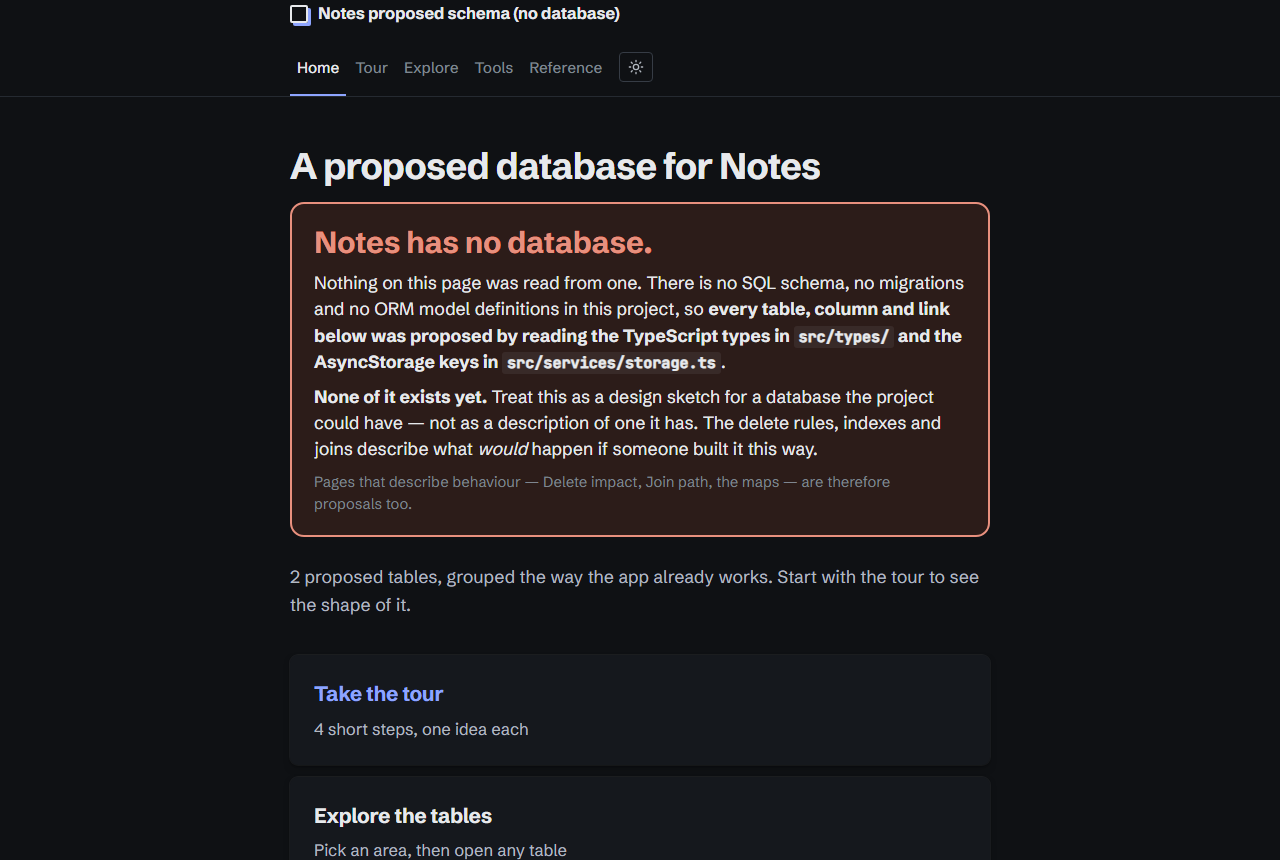 Notes proposed schema (no database)
Home Tour Explore Tools Reference
A proposed database for Notes
Notes has no database.
Nothing on this page was read from one. There is no SQL schema, no migrations
and no ORM model definitions in this project, so every table, column and link
below was proposed by reading the TypeScript types in src/types/ and the
AsyncStorage keys in src/services/storage.ts.
None of it exists yet. Treat this as a design sketch for a database the project
could have — not as a description of one it has. The delete rules, indexes and
joins describe what would happen if someone built it this way.
Pages that describe behaviour — Delete impact, Join path, the maps — are therefore
proposals too.
2 proposed tables, grouped the way the app already works. Start with the tour to see
the shape of it.
Take the tour
4 short steps, one idea each
Explore the tables
Pick an area, then open any table